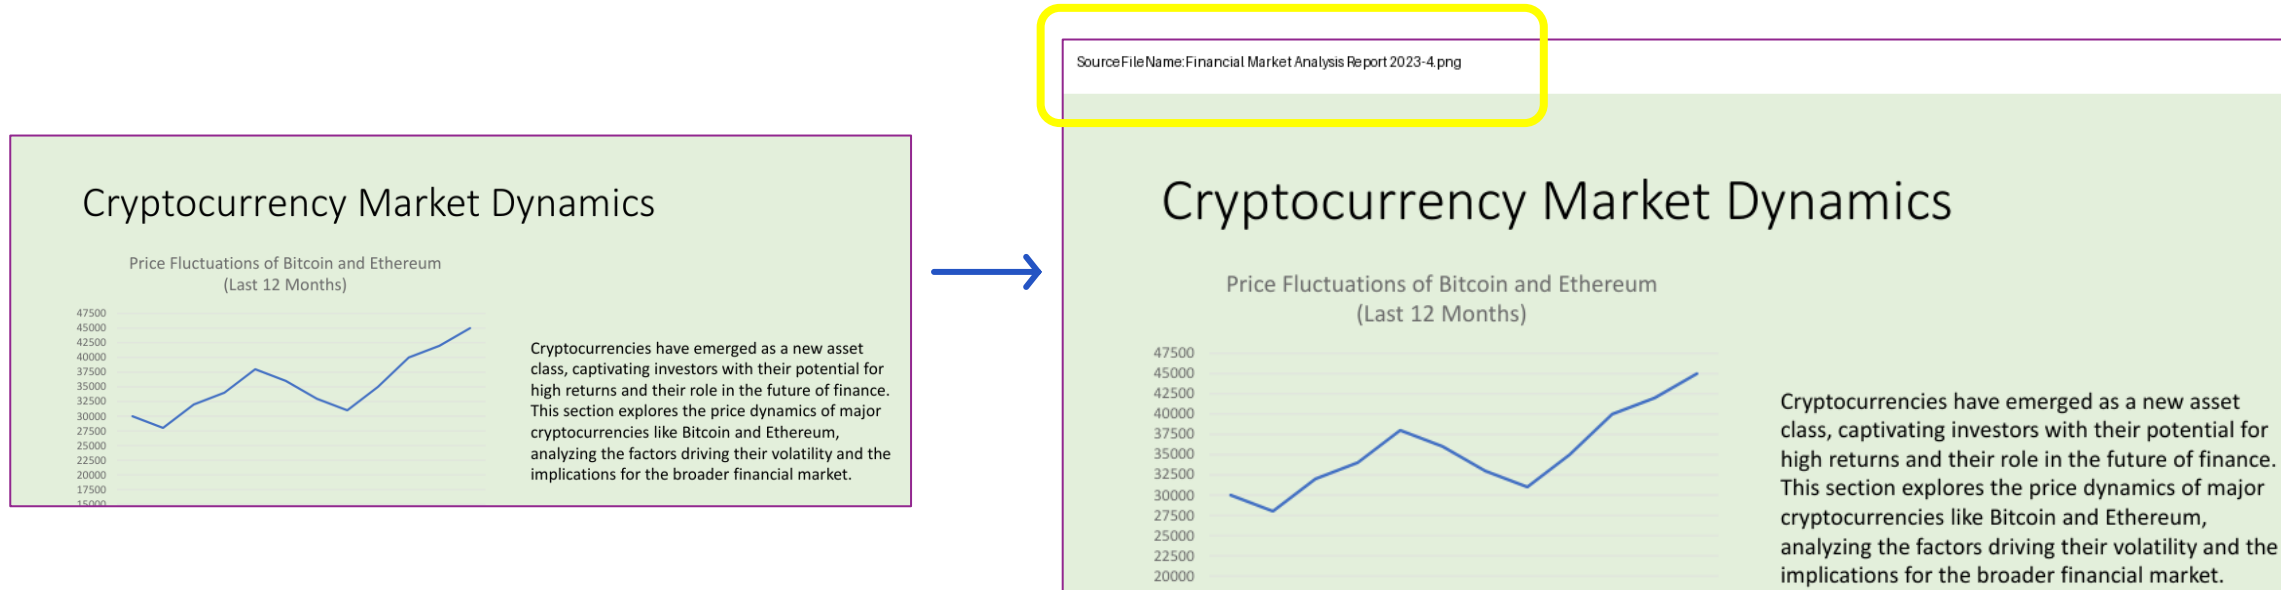 Cryptocurrency Market Dynamics
Price Fluctuations of Bitcoin and Ethereum
(Last 12 Months)
47500
45000
42500
40000
37500
35000
32500
30000
27500
25000
22500
20000
17500
15000
Cryptocurrencies have emerged as a new asset
class, captivating investors with their potential for
high returns and their role in the future of finance.
This section explores the price dynamics of major
cryptocurrencies like Bitcoin and Ethereum,
analyzing the factors driving their volatility and the
implications for the broader financial market.
SourceFileName:Financial Market Analysis Report 2023-4.png
Cryptocurrency Market Dynamics
Price Fluctuations of Bitcoin and Ethereum
(Last 12 Months)
47500
45000
42500
40000
37500
35000
32500
30000
27500
25000
22500
20000
Cryptocurrencies have emerged as a new asset
class, captivating investors with their potential for
high returns and their role in the future of finance.
This section explores the price dynamics of major
cryptocurrencies like Bitcoin and Ethereum,
analyzing the factors driving their volatility and the
implications for the broader financial market.